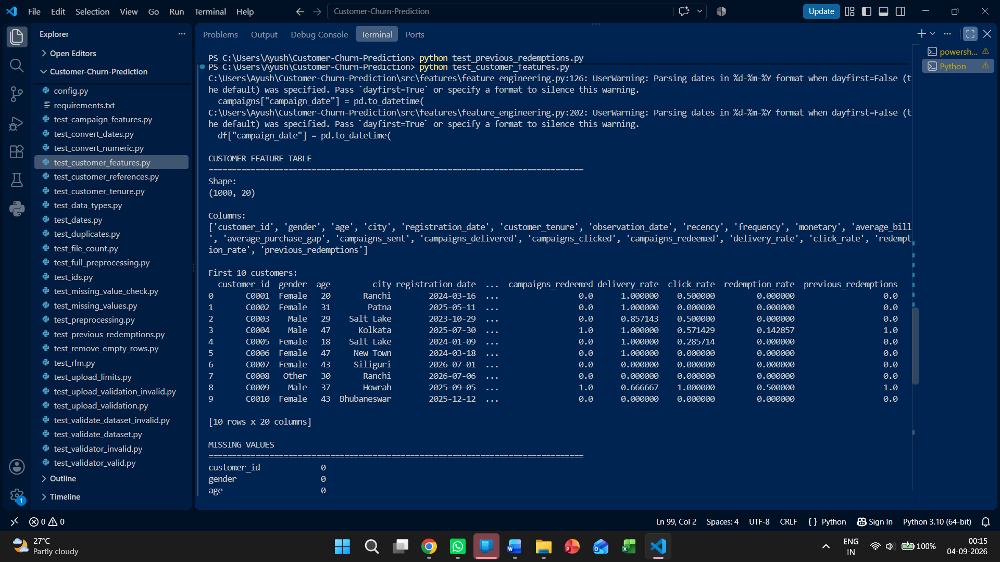 File Edit Selection View Go Run Terminal Help
Customer-Churn-Prediction
Update
Explorer
Open Editors
Customer-Churn-Prediction
config.py
requirements.txt
test_campaign_features.py
test_convert_dates.py
test_convert_numeric.py
test_customer_features.py
test_customer_references.py
test_customer_tenure.py
test_data_types.py
test_dates.py
test_duplicates.py
test_file_count.py
test_full_preprocessing.py
test_ids.py
test_missing_value_check.py
test_missing_values.py
test_preprocessing.py
test_previous_redemptions.py
test_remove_empty_rows.py
test_rfm.py
test_upload_limits.py
test_upload_validation_invalid.py
test_upload_validation.py
test_validate_dataset_invalid.py
test_validate_dataset.py
test_validator_invalid.py
test_validator_valid.py
Outline
Timeline
1
Problems Output Debug Console Terminal Ports
PS C:\Users\Ayush\Customer-Churn-Prediction> python test_previous_redemptions.py
PS C:\Users\Ayush\Customer-Churn-Prediction> python test_customer_features.py
C:\Users\Ayush\Customer-Churn-Prediction\src\features\feature_engineering.py:126: UserWarning: Parsing dates in %d-%m-%Y format when dayfirst=False (t
he default) was specified. Pass `dayfirst=True` or specify a format to silence this warning.
campaigns["campaign_date"] = pd.to_datetime(
C:\Users\Ayush\Customer-Churn-Prediction\src\features\feature_engineering.py:202: UserWarning: Parsing dates in %d-%m-%Y format when dayfirst=False (t
he default) was specified. Pass `dayfirst=True` or specify a format to silence this warning.
df["campaign_date"] = pd.to_datetime(
CUSTOMER FEATURE TABLE
================================================================================
Shape:
(1000, 20)
Columns:
['customer_id', 'gender', 'age', 'city', 'registration_date', 'customer_tenure', 'observation_date', 'recency', 'frequency', 'monetary', 'average_bill
', 'average_purchase_gap', 'campaigns_sent', 'campaigns_delivered', 'campaigns_clicked', 'campaigns_redeemed', 'delivery_rate', 'click_rate', 'redempt
ion_rate', 'previous_redemptions']
First 10 customers:
customer_id gender age city registration_date ... campaigns_redeemed delivery_rate click_rate redemption_rate previous_redemptions
0 C0001 Female 20 Ranchi 2024-03-16 ... 0.0 1.000000 0.500000 0.000000 0.0
1 C0002 Female 31 Patna 2025-05-11 ... 0.0 1.000000 0.000000 0.000000 0.0
2 C0003 Male 29 Salt Lake 2023-10-29 ... 0.0 0.857143 0.500000 0.000000 0.0
3 C0004 Male 47 Kolkata 2025-07-30 ... 1.0 1.000000 0.571429 0.142857 1.0
4 C0005 Female 18 Salt Lake 2024-01-09 ... 0.0 1.000000 0.285714 0.000000 0.0
5 C0006 Female 47 New Town 2024-03-18 ... 0.0 1.000000 0.000000 0.000000 0.0
6 C0007 Female 43 Siliguri 2026-07-01 ... 0.0 0.000000 0.000000 0.000000 0.0
7 C0008 Other 30 Ranchi 2026-07-06 ... 0.0 0.000000 0.000000 0.000000 0.0
8 C0009 Male 37 Howrah 2025-09-05 ... 1.0 0.666667 1.000000 0.500000 1.0
9 C0010 Female 43 Bhubaneswar 2025-12-12 ... 0.0 0.000000 0.000000 0.000000 0.0
[10 rows x 20 columns]
MISSING VALUES
================================================================================
customer_id 0
gender 0
age 0
powersh...
Python
0 0
Ln 99, Col 2 Spaces: 4 UTF-8 CRLF { } Python Sign In Python 3.10 (64-bit)
27°C
Partly cloudy
ENG
IN
100%
00:15
04-09-2026